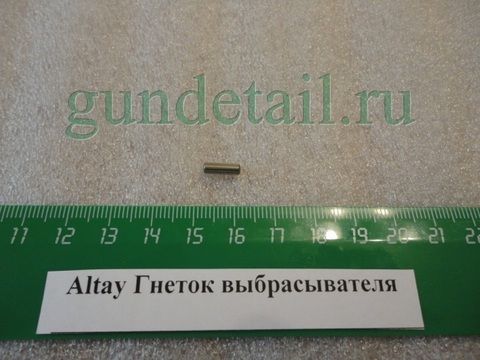 gundetail.ru
11 12 13 14 15 16 17 18 19 20 21 22
Altay Гнеток выбрасывателя